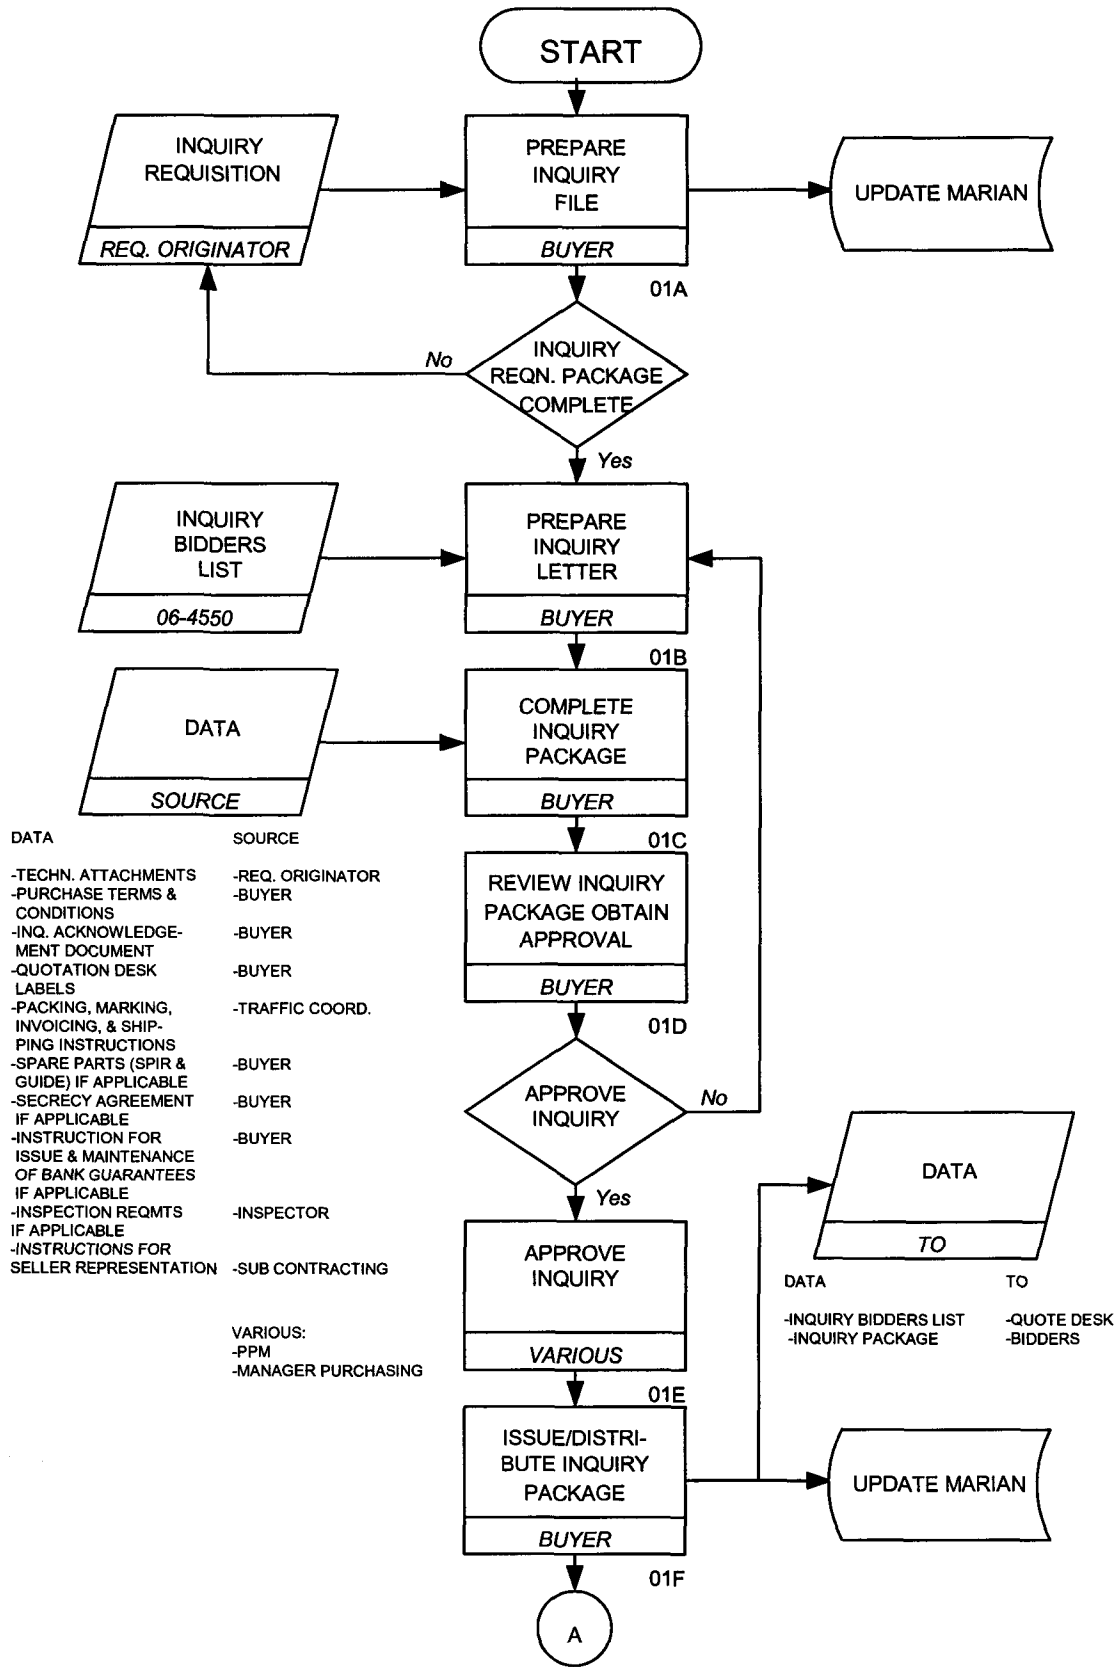 START
INQUIRY
REQUISITION
REQ. ORIGINATOR
PREPARE
INQUIRY
FILE
BUYER
UPDATE MARIAN
01A
INQUIRY
REQN. PACKAGE
COMPLETE
No
Yes
INQUIRY
BIDDERS
LIST
06-4550
PREPARE
INQUIRY
LETTER
BUYER
01B
DATA
SOURCE
COMPLETE
INQUIRY
PACKAGE
BUYER
01C
DATA SOURCE
-TECHN. ATTACHMENTS -REQ. ORIGINATOR
-PURCHASE TERMS & -BUYER
CONDITIONS
-INQ. ACKNOWLEDGE- -BUYER
MENT DOCUMENT
-QUOTATION DESK -BUYER
LABELS
-PACKING, MARKING, -TRAFFIC COORD.
INVOICING, & SHIP-
PING INSTRUCTIONS
-SPARE PARTS (SPIR & -BUYER
GUIDE) IF APPLICABLE
-SECRECY AGREEMENT -BUYER
IF APPLICABLE
-INSTRUCTION FOR -BUYER
ISSUE & MAINTENANCE
OF BANK GUARANTEES
IF APPLICABLE
-INSPECTION REQMTS -INSPECTOR
IF APPLICABLE
-INSTRUCTIONS FOR
SELLER REPRESENTATION -SUB CONTRACTING
VARIOUS:
-PPM
-MANAGER PURCHASING
REVIEW INQUIRY
PACKAGE OBTAIN
APPROVAL
BUYER
01D
APPROVE
INQUIRY
No
Yes
APPROVE
INQUIRY
VARIOUS
01E
DATA
TO
DATA TO
-INQUIRY BIDDERS LIST -QUOTE DESK
-INQUIRY PACKAGE -BIDDERS
ISSUE/DISTRI-
BUTE INQUIRY
PACKAGE
BUYER
UPDATE MARIAN
01F
A